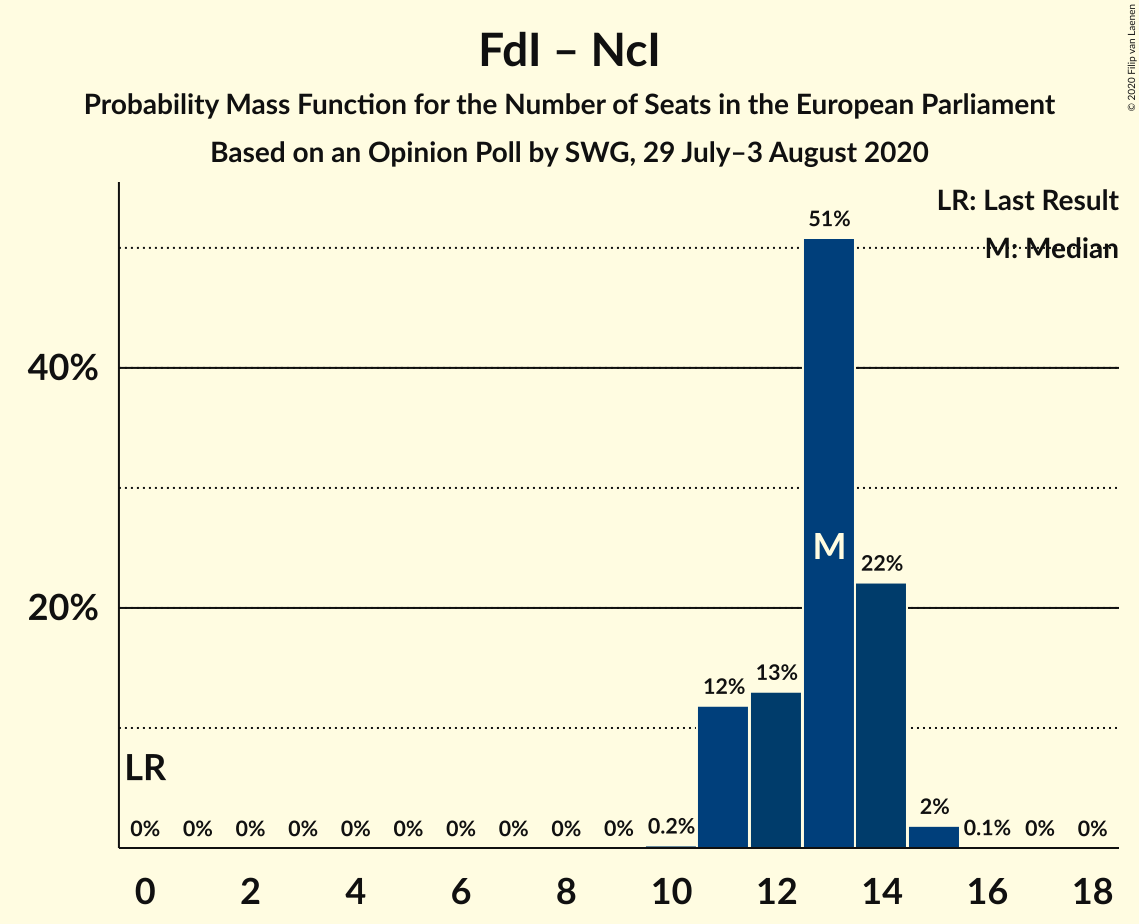 FdI – NcI
Probability Mass Function for the Number of Seats in the European Parliament
Based on an Opinion Poll by SWG, 29 July–3 August 2020
© 2020 Filip van Laenen
LR: Last Result
M: Median
51%
40%
M
22%
20%
13%
12%
LR
2%
0% 0% 0% 0% 0% 0% 0% 0% 0% 0% 0.2% 0.1% 0% 0%
0 2 4 6 8 10 12 14 16 18